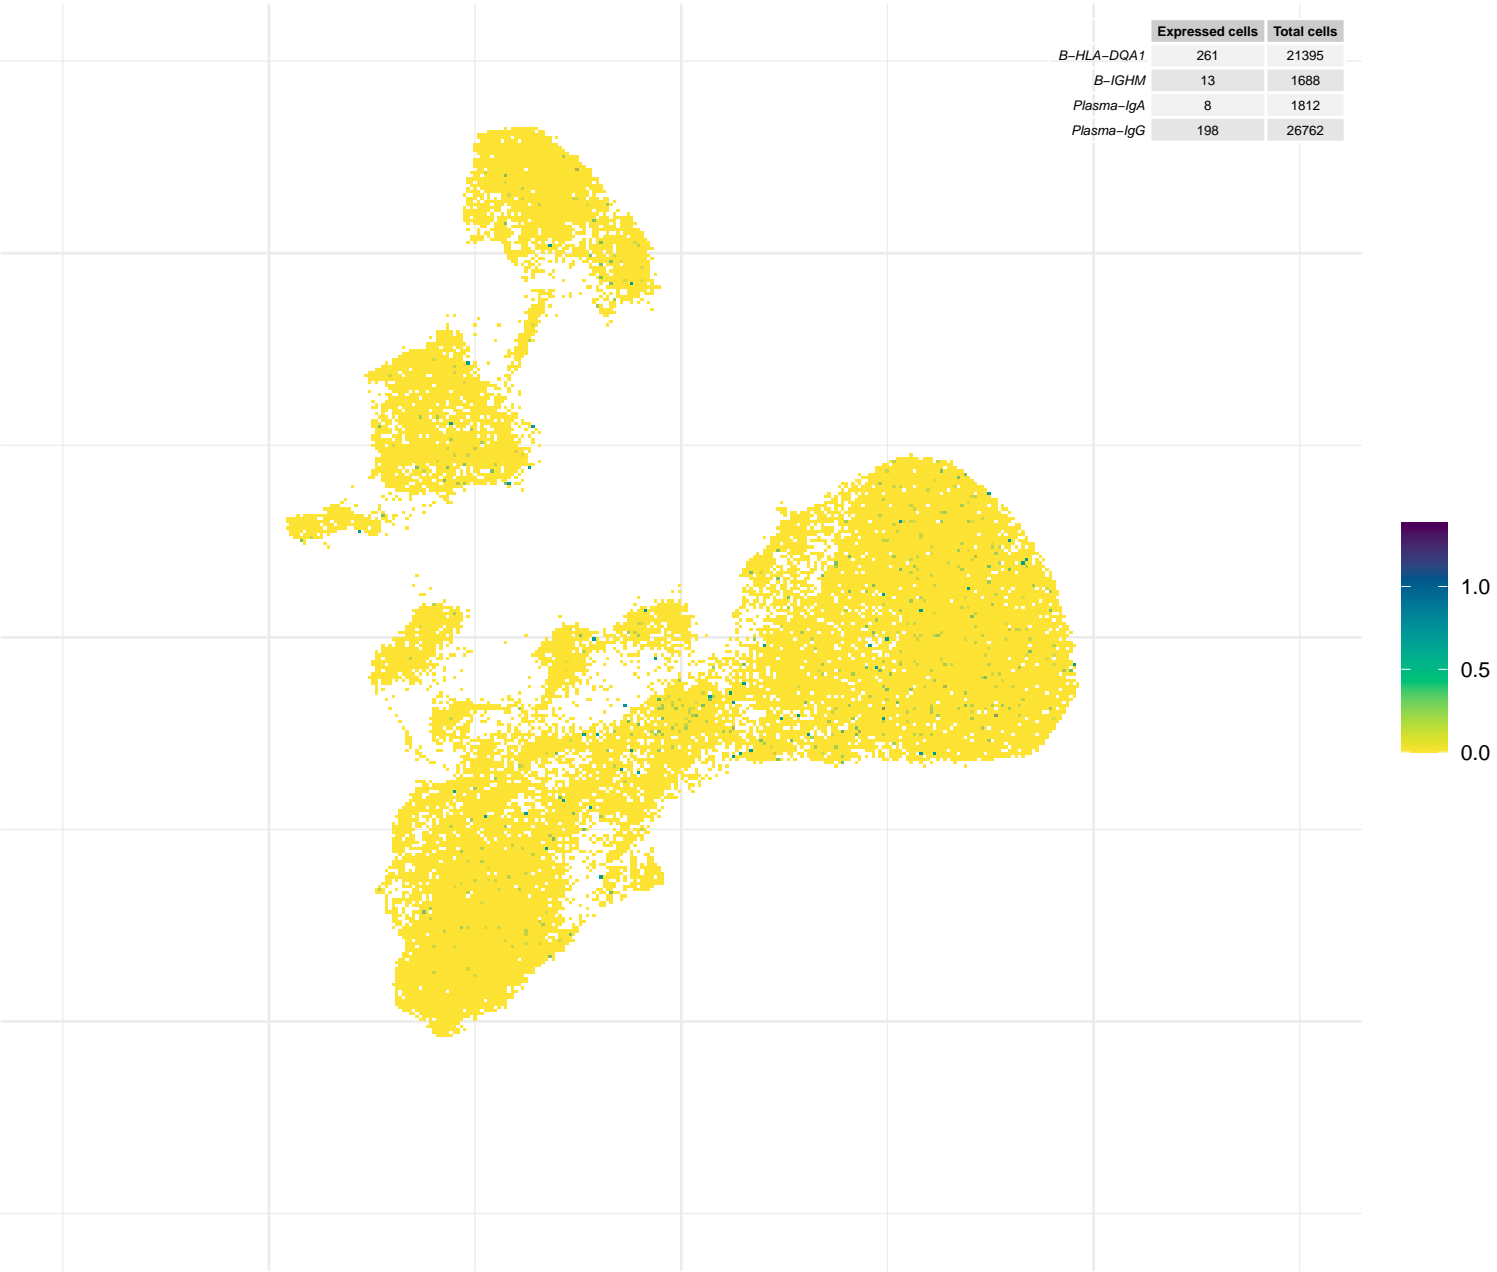 Expressed cells Total cells
B−HLA−DQA1 261 21395
B−IGHM 13 1688
Plasma−IgA 8 1812
Plasma−IgG 198 26762
1.0
0.5
0.0